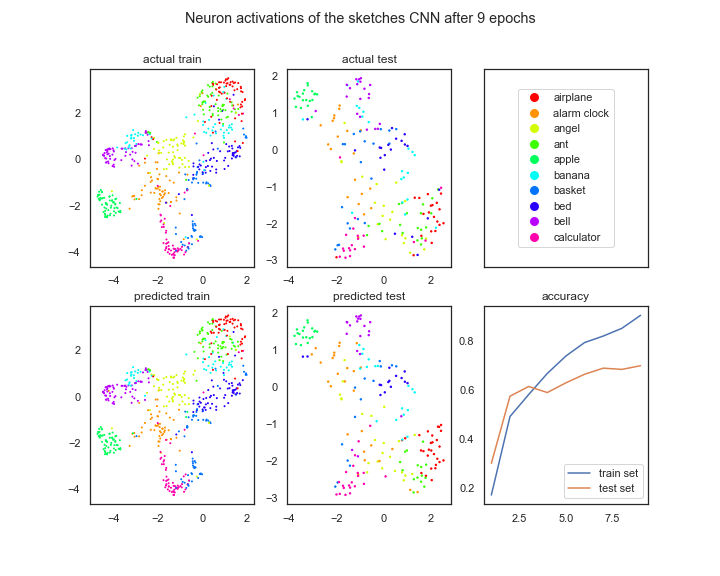 Neuron activations of the sketches CNN after 9 epochs
actual train
actual test
2
0
−2
−4
−4
−2
0
2
2
1
0
−1
−2
−3
−4
−2
0
2
airplane
alarm clock
angel
ant
apple
banana
basket
bed
bell
calculator
predicted train
predicted test
accuracy
2
0
−2
−4
−4
−2
0
2
2
1
0
−1
−2
−3
−4
−2
0
2
0.8
0.6
0.4
0.2
2.5
5.0
7.5
train set
test set